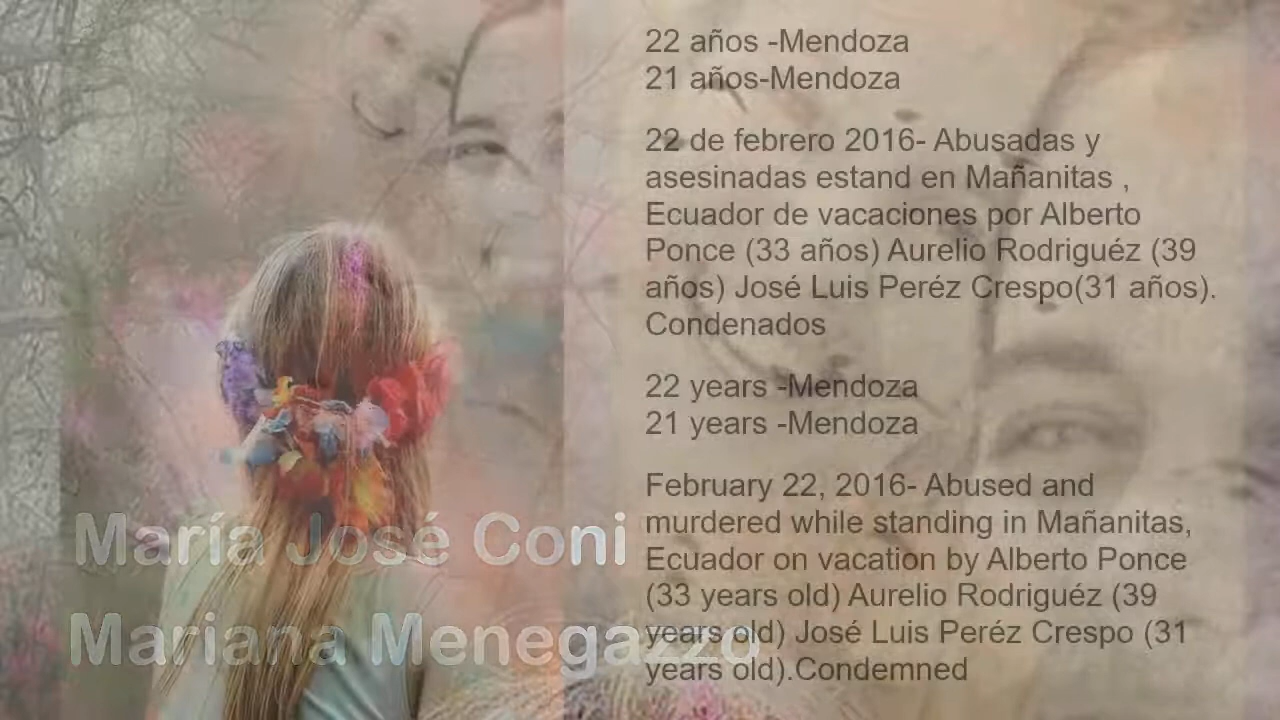 22 años -Mendoza
21 años-Mendoza
22 de febrero 2016- Abusadas y
asesinadas estand en Mañanitas ,
Ecuador de vacaciones por Alberto
Ponce (33 años) Aurelio Rodriguéz (39
años) José Luis Peréz Crespo(31 años).
Condenados
22 years -Mendoza
21 years -Mendoza
February 22, 2016- Abused and
murdered while standing in Mañanitas,
Ecuador on vacation by Alberto Ponce
(33 years old) Aurelio Rodriguéz (39
years old) José Luis Peréz Crespo (31
years old).Condemned
María José Coni
Mariana Menegazzo